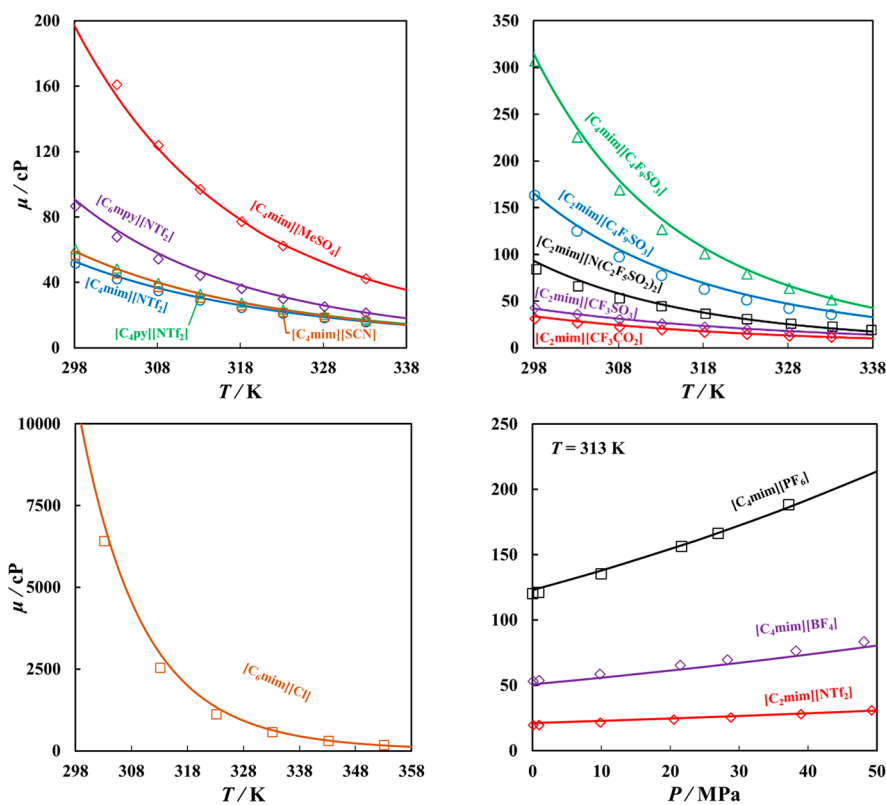 200
160
120
80
40
0
μ / cP
[C₄mim][MeSO₄]
[C₆mpy][NTf₂]
[C₄mim][NTf₂]
[C₄py][NTf₂]
[C₄mim][SCN]
298 308 318 328 338
T / K
350
300
250
200
150
100
50
0
[C₄mim][C₄F₉SO₃]
[C₂mim][C₄F₉SO₃]
[C₂mim][N(C₂F₅SO₂)₂]
[C₂mim][CF₃SO₃]
[C₂mim][CF₃CO₂]
298 308 318 328 338
T / K
10000
7500
5000
2500
0
μ / cP
[C₆mim][Cl]
298 308 318 328 338 348 358
T / K
250
200
150
100
50
0
T = 313 K
[C₄mim][PF₆]
[C₄mim][BF₄]
[C₂mim][NTf₂]
0 10 20 30 40 50
P / MPa